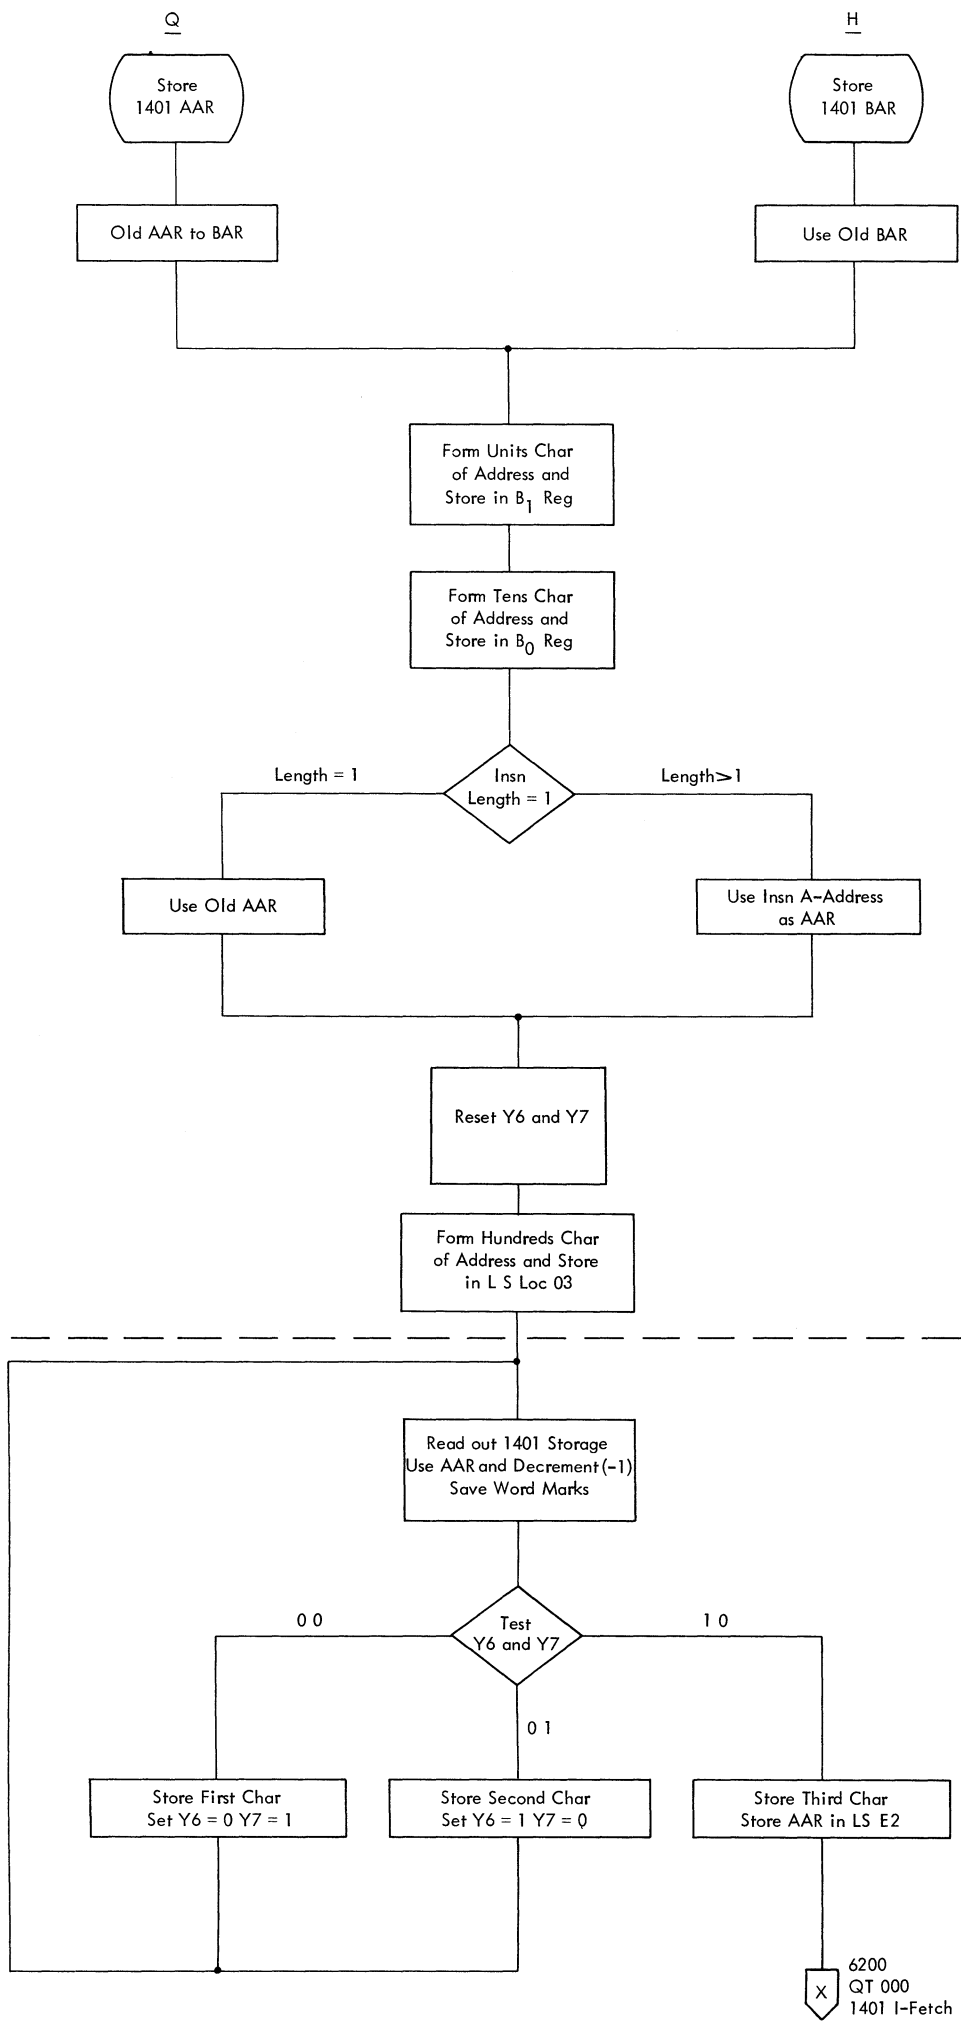 Q
H
Store
1401 AAR
Store
1401 BAR
Old AAR to BAR
Use Old BAR
Form Units Char
of Address and
Store in B1 Reg
Form Tens Char
of Address and
Store in B0 Reg
Length = 1
Insn
Length = 1
Length>1
Use Old AAR
Use Insn A-Address
as AAR
Reset Y6 and Y7
Form Hundreds Char
of Address and Store
in L S Loc 03
Read out 1401 Storage
Use AAR and Decrement (-1)
Save Word Marks
0 0
Test
Y6 and Y7
1 0
0 1
Store First Char
Set Y6 = 0 Y7 = 1
Store Second Char
Set Y6 = 1 Y7 = 0
Store Third Char
Store AAR in LS E2
X
6200
QT 000
1401 I-Fetch